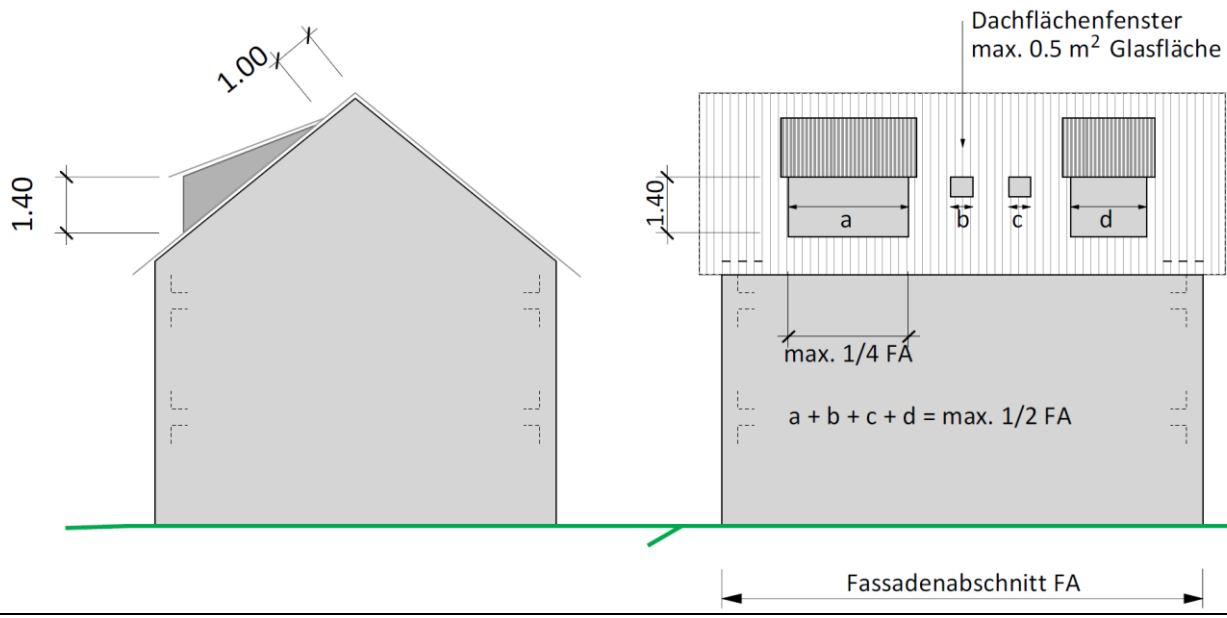 1.00
1.40
Dachflächenfenster
max. 0.5 m² Glasfläche
1.40
a
b
c
d
max. 1/4 FA
a + b + c + d = max. 1/2 FA
Fassadenabschnitt FA